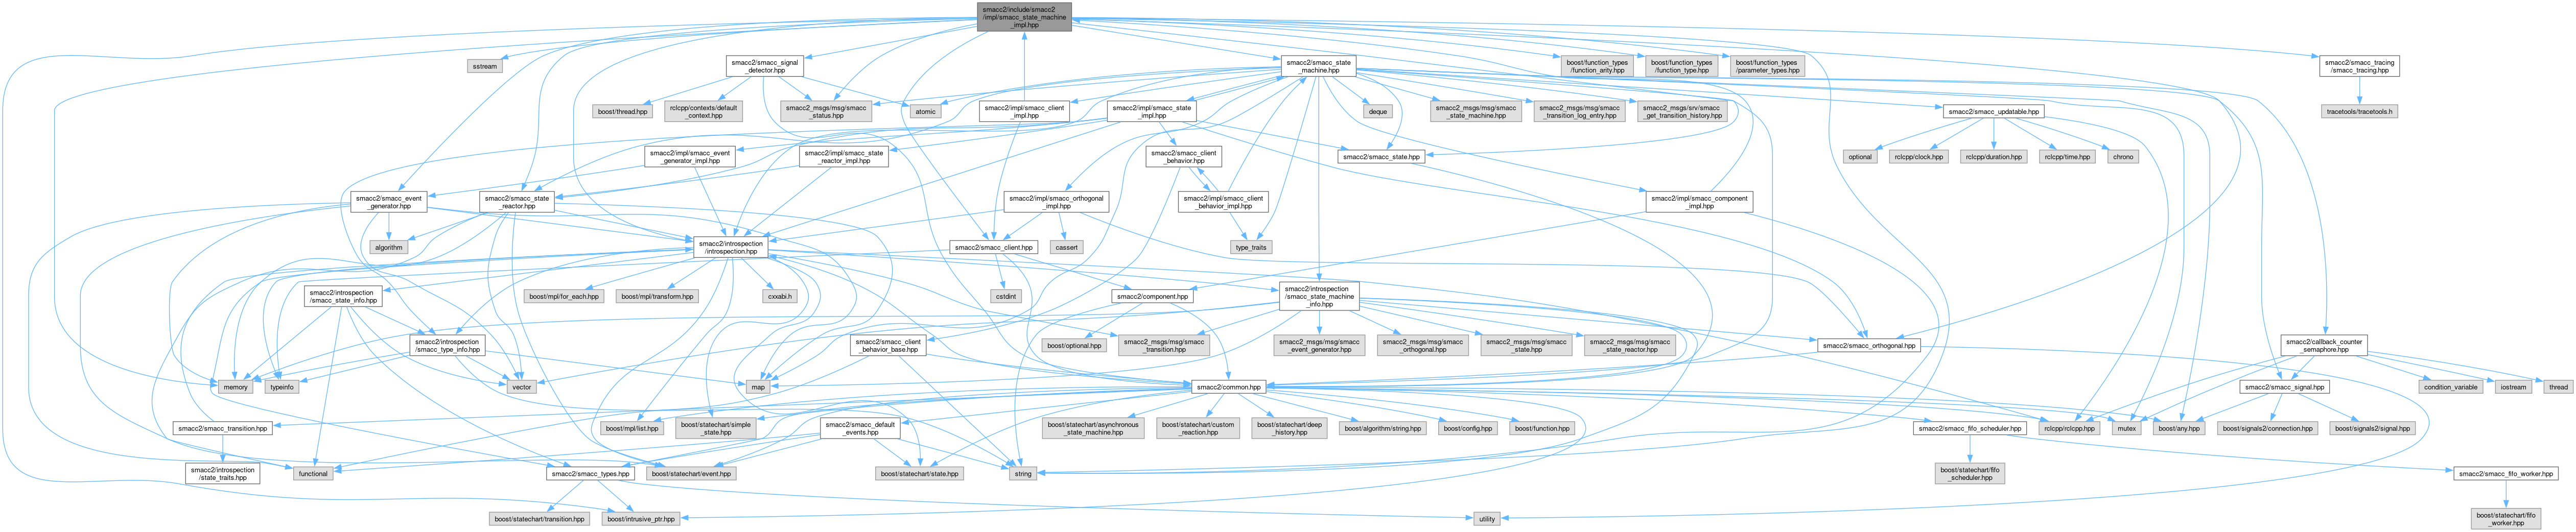 smacc2/include/smacc2
/impl/smacc_state_machine
_impl.hpp
sstream
smacc2/smacc_signal
_detector.hpp
smacc2/smacc_state
_machine.hpp
boost/function_types
/function_arity.hpp
boost/function_types
/function_type.hpp
boost/function_types
/parameter_types.hpp
smacc2/smacc_tracing
/smacc_tracing.hpp
boost/thread.hpp
rclcpp/contexts/default
_context.hpp
smacc2_msgs/msg/smacc
_status.hpp
atomic
smacc2/impl/smacc_client
_impl.hpp
smacc2/impl/smacc_state
_impl.hpp
deque
smacc2_msgs/msg/smacc
_state_machine.hpp
smacc2_msgs/msg/smacc
_transition_log_entry.hpp
smacc2_msgs/srv/smacc
_get_transition_history.hpp
smacc2/smacc_updatable.hpp
tracetools/tracetools.h
smacc2/impl/smacc_event
_generator_impl.hpp
smacc2/impl/smacc_state
_reactor_impl.hpp
smacc2/smacc_client
_behavior.hpp
smacc2/smacc_state.hpp
optional
rclcpp/clock.hpp
rclcpp/duration.hpp
rclcpp/time.hpp
chrono
smacc2/smacc_event
_generator.hpp
smacc2/smacc_state
_reactor.hpp
smacc2/impl/smacc_orthogonal
_impl.hpp
smacc2/impl/smacc_client
_behavior_impl.hpp
smacc2/impl/smacc_component
_impl.hpp
algorithm
smacc2/introspection
/introspection.hpp
smacc2/smacc_client.hpp
cassert
type_traits
smacc2/introspection
/smacc_state_info.hpp
boost/mpl/for_each.hpp
boost/mpl/transform.hpp
cxxabi.h
cstdint
smacc2/component.hpp
smacc2/introspection
/smacc_state_machine
_info.hpp
smacc2/introspection
/smacc_type_info.hpp
smacc2/smacc_client
_behavior_base.hpp
boost/optional.hpp
smacc2_msgs/msg/smacc
_transition.hpp
smacc2_msgs/msg/smacc
_event_generator.hpp
smacc2_msgs/msg/smacc
_orthogonal.hpp
smacc2_msgs/msg/smacc
_state.hpp
smacc2_msgs/msg/smacc
_state_reactor.hpp
smacc2/smacc_orthogonal.hpp
smacc2/callback_counter
_semaphore.hpp
memory
typeinfo
vector
map
smacc2/common.hpp
smacc2/smacc_signal.hpp
condition_variable
iostream
thread
smacc2/smacc_transition.hpp
boost/mpl/list.hpp
boost/statechart/simple
_state.hpp
smacc2/smacc_default
_events.hpp
boost/statechart/asynchronous
_state_machine.hpp
boost/statechart/custom
_reaction.hpp
boost/statechart/deep
_history.hpp
boost/algorithm/string.hpp
boost/config.hpp
boost/function.hpp
smacc2/smacc_fifo_scheduler.hpp
rclcpp/rclcpp.hpp
mutex
boost/any.hpp
boost/signals2/connection.hpp
boost/signals2/signal.hpp
smacc2/introspection
/state_traits.hpp
functional
smacc2/smacc_types.hpp
boost/statechart/event.hpp
boost/statechart/state.hpp
string
boost/statechart/fifo
_scheduler.hpp
smacc2/smacc_fifo_worker.hpp
boost/statechart/transition.hpp
boost/intrusive_ptr.hpp
utility
boost/statechart/fifo
_worker.hpp